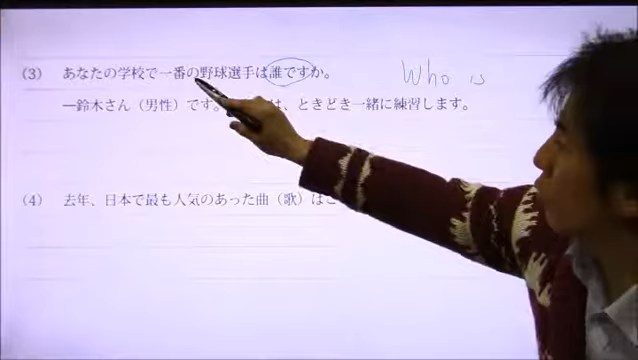 (3) あなたの学校で一番の野球選手は誰ですか。 Who is
―鈴木さん（男性）です。は、ときどき一緒に練習します。
(4) 去年、日本で最も人気のあった曲（歌）は